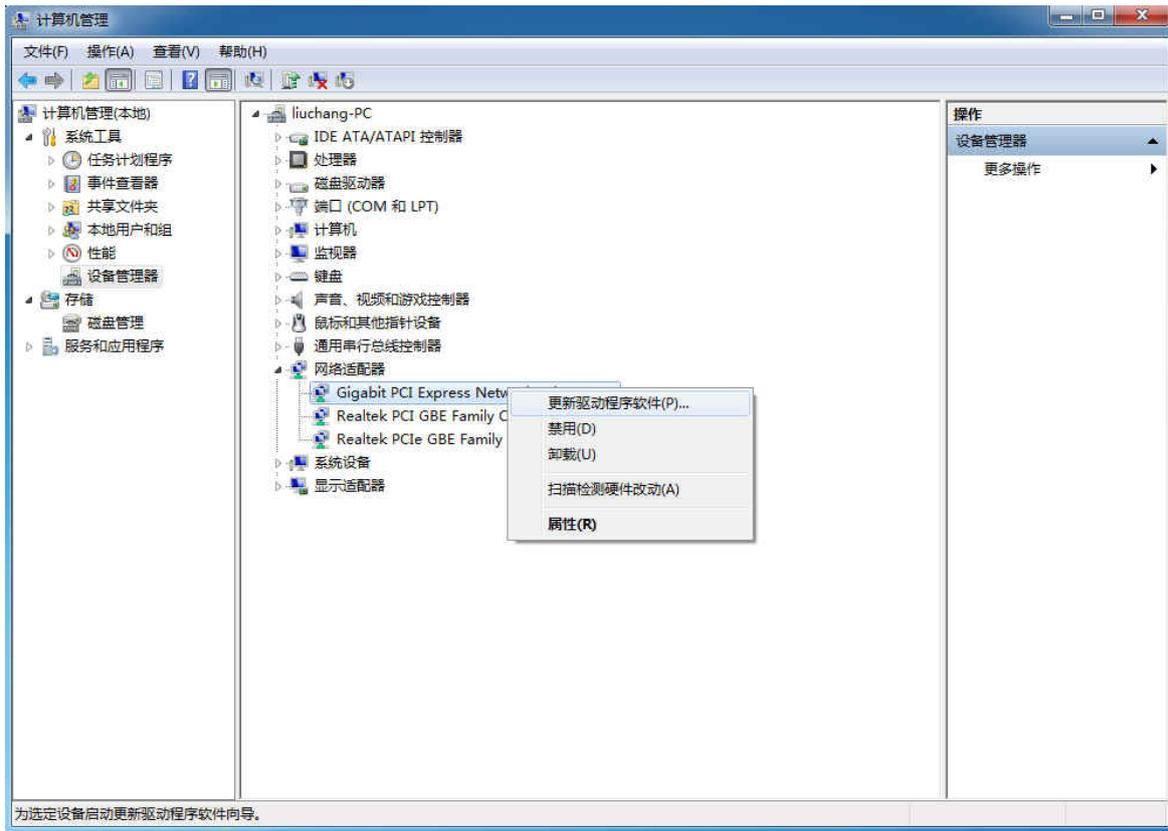 计算机管理
文件(F) 操作(A) 查看(V) 帮助(H)
计算机管理(本地)
系统工具
任务计划程序
事件查看器
共享文件夹
本地用户和组
性能
设备管理器
存储
磁盘管理
服务和应用程序
liuchang-PC
IDE ATA/ATAPI 控制器
处理器
磁盘驱动器
端口 (COM 和 LPT)
计算机
监视器
键盘
声音、视频和游戏控制器
鼠标和其他指针设备
通用串行总线控制器
网络适配器
Gigabit PCI Express
Realtek PCI GBE Family
Realtek PCIe GBE Family
系统设备
显示适配器
更新驱动程序软件(P)...
禁用(D)
卸载(U)
扫描检测硬件改动(A)
属性(R)
操作
设备管理器
更多操作
为选定设备启动更新驱动程序软件向导。